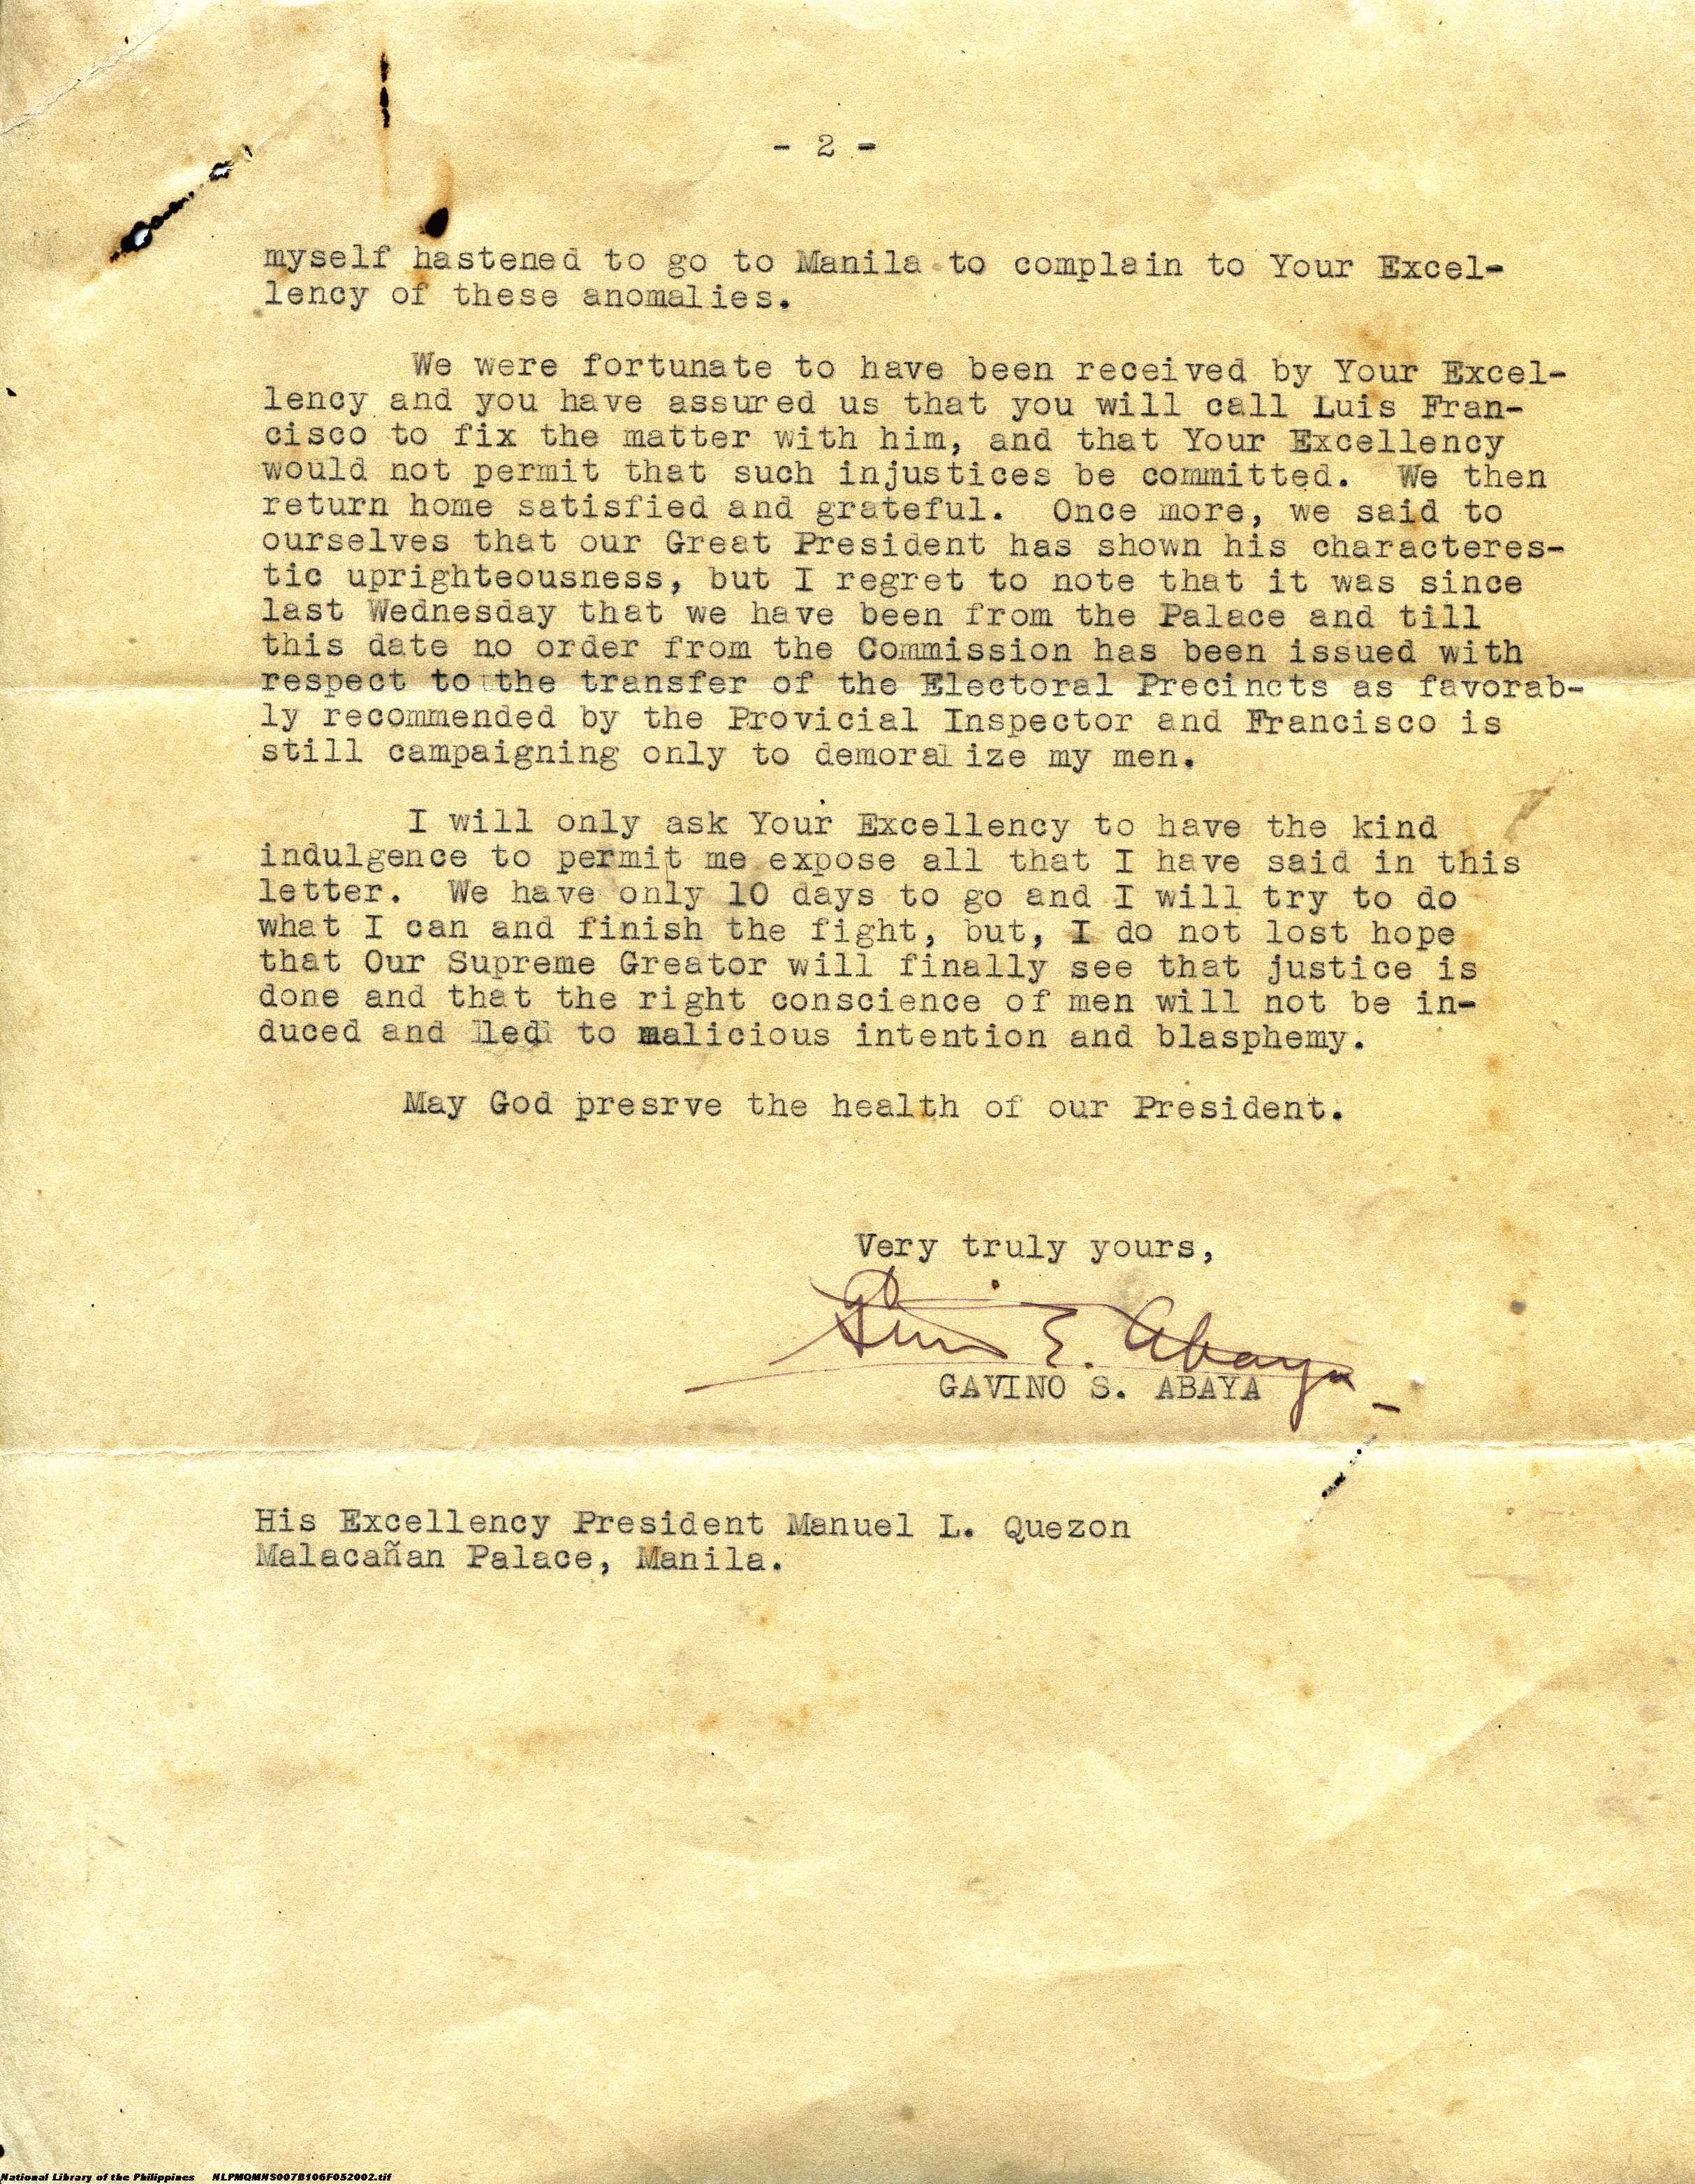 - 2 -
myself hastened to go to Manila to complain to Your Excel-
lency of these anomalies.
We were fortunate to have been received by Your Excel-
lency and you have assured us that you will call Luis Fran-
cisco to fix the matter with him, and that Your Excellency
would not permit that such injustices be committed. We then
return home satisfied and grateful. Once more, we said to
ourselves that our Great President has shown his characteres-
tic uprighteousness, but I regret to note that it was since
last Wednesday that we have been from the Palace and till
this date no order from the Commission has been issued with
respect to the transfer of the Electoral Precincts as favorab-
ly recommended by the Provicial Inspector and Francisco is
still campaigning only to demoralize my men.
I will only ask Your Excellency to have the kind
indulgence to permit me expose all that I have said in this
letter. We have only 10 days to go and I will try to do
what I can and finish the fight, but, I do not lost hope
that Our Supreme Greator will finally see that justice is
done and that the right conscience of men will not be in-
duced and led to malicious intention and blasphemy.
May God presrve the health of our President.
Very truly yours,
E. Abaya
GAVINO S. ABAYA
His Excellency President Manuel L. Quezon
Malacañan Palace, Manila.
National Library of the Philippines NLPMQMNS007B106F052002.tif